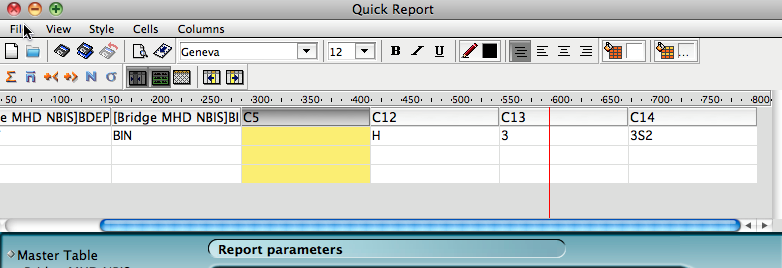 Quick Report
File View Style Cells Columns
Geneva 12 B I U ...
Σ N σ
50 100 150 200 250 300 350 400 450 500 550 600 650 700 750 800
e MHD NBIS]BDEP [Bridge MHD NBIS]BI C5 C12 C13 C14
BIN H 3 3S2
Report parameters
Master Table